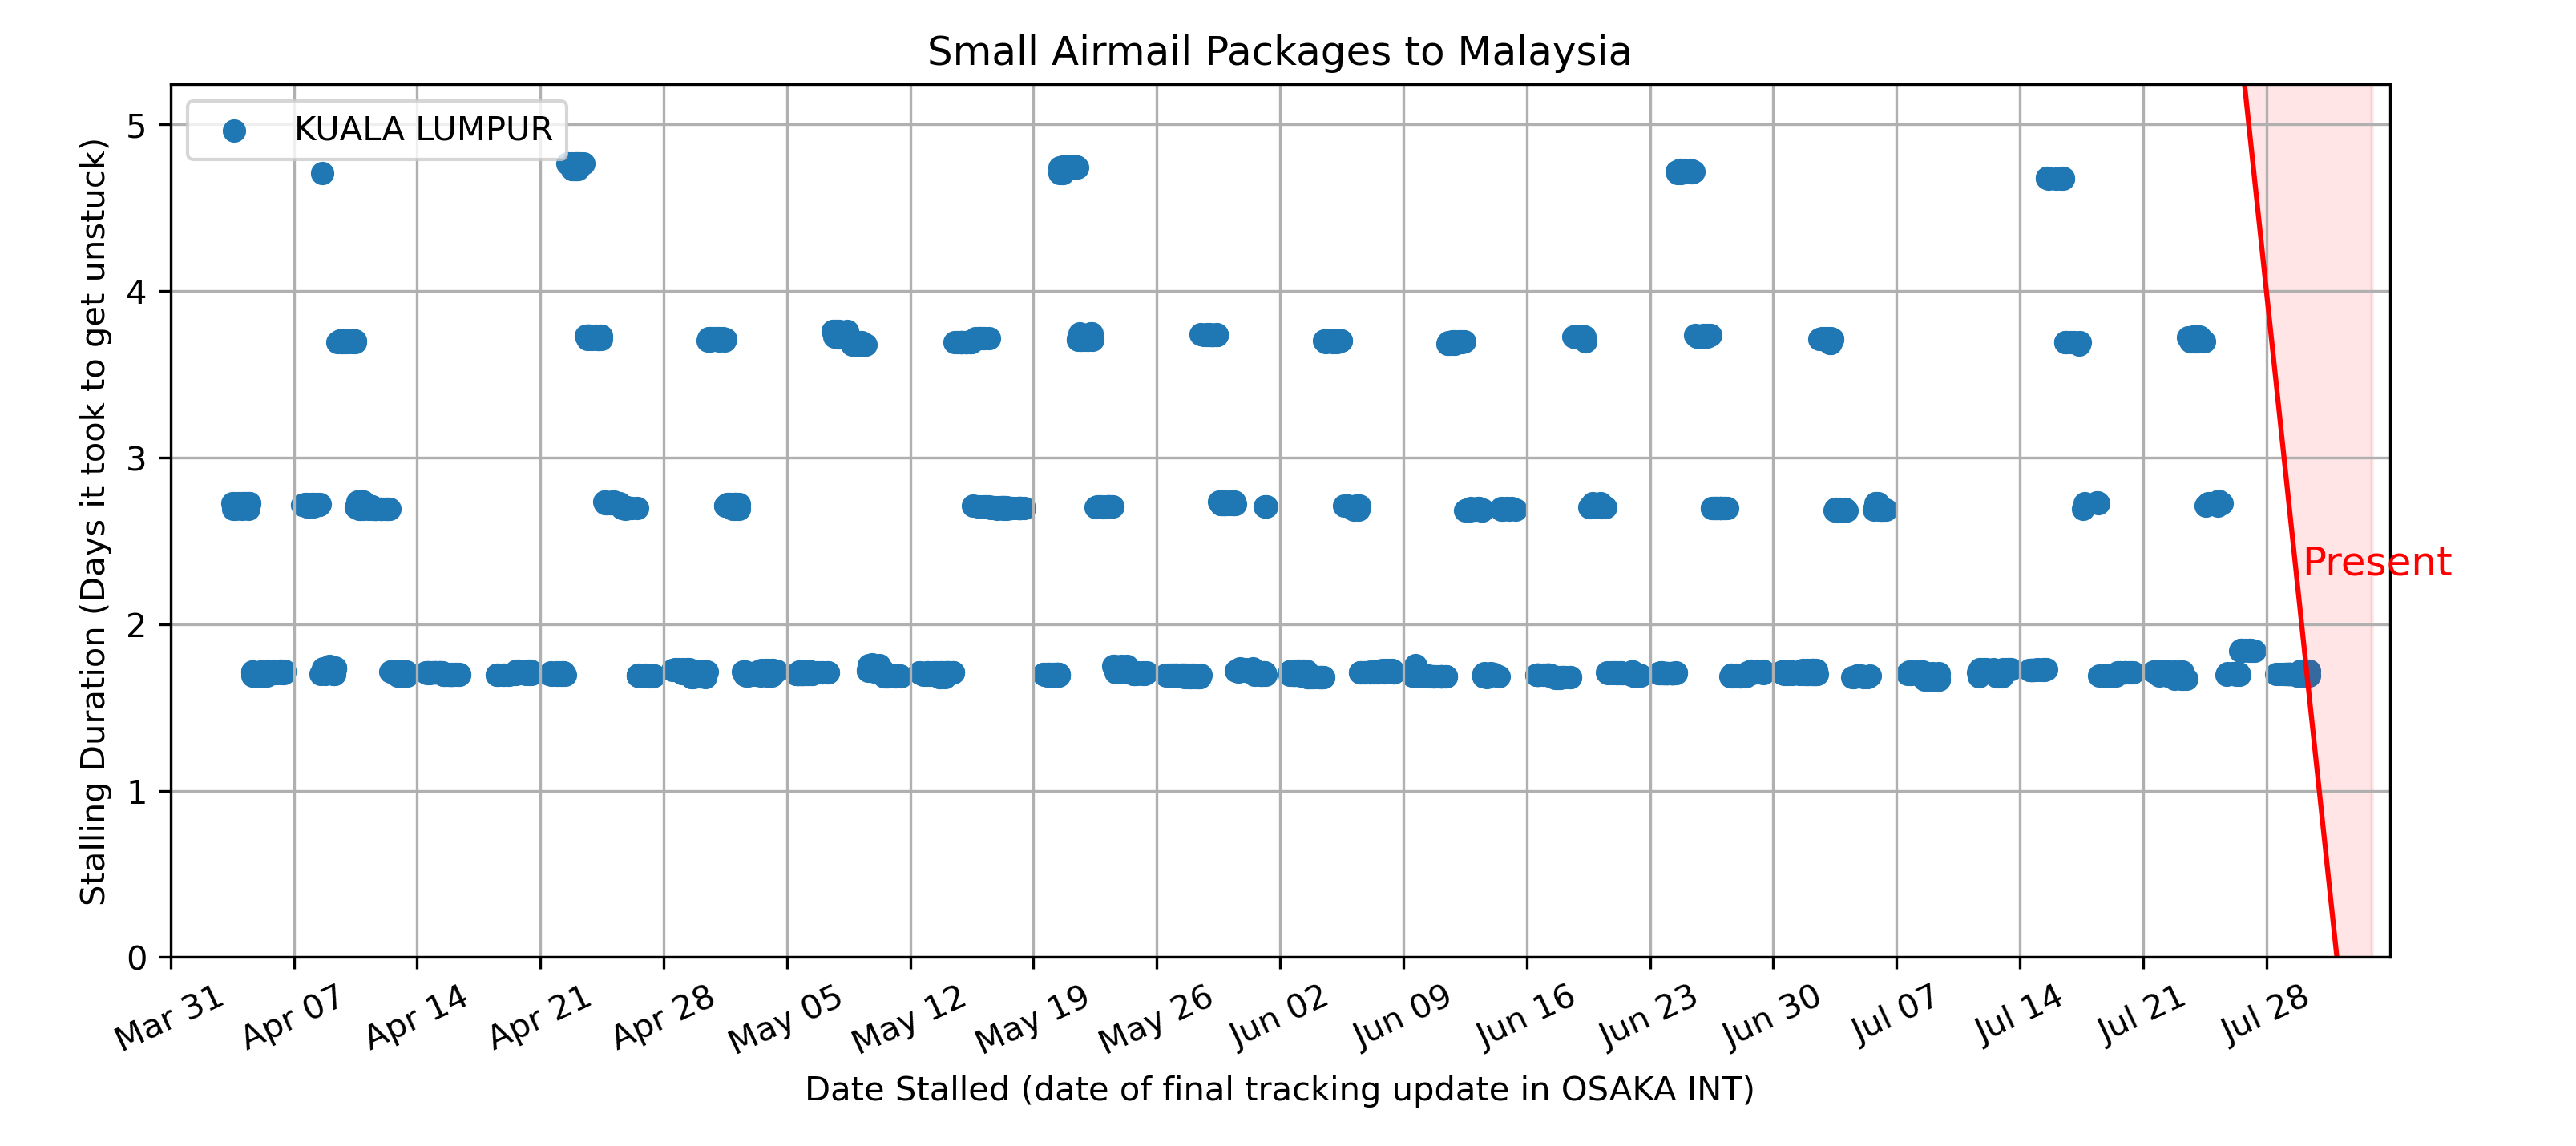 Small Airmail Packages to Malaysia
KUALA LUMPUR
Stalling Duration (Days it took to get unstuck)
5
4
3
2
1
0
Present
Mar 31
Apr 07
Apr 14
Apr 21
Apr 28
May 05
May 12
May 19
May 26
Jun 02
Jun 09
Jun 16
Jun 23
Jun 30
Jul 07
Jul 14
Jul 21
Jul 28
Date Stalled (date of final tracking update in OSAKA INT)